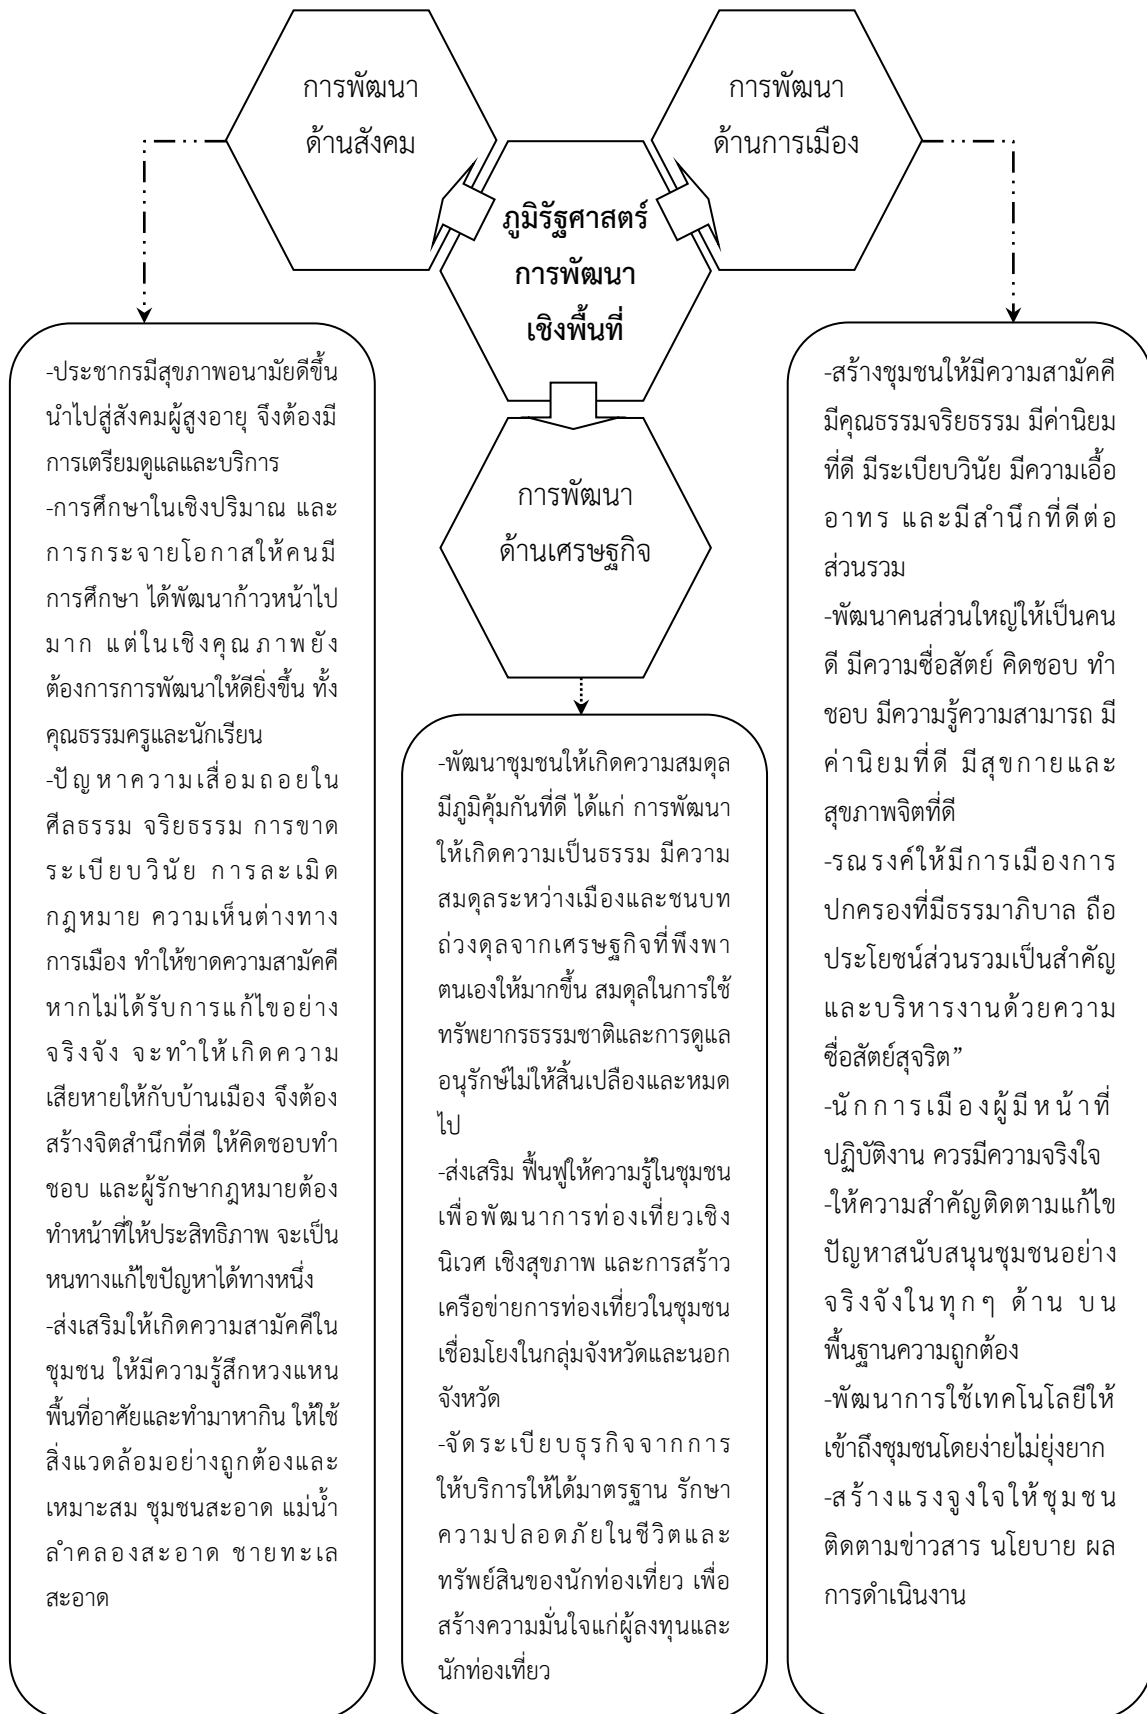 การพัฒนา
ด้านสังคม
การพัฒนา
ด้านการเมือง
ภูมิรัฐศาสตร์
การพัฒนา
เชิงพื้นที่
การพัฒนา
ด้านเศรษฐกิจ
-ประชากรมีสุขภาพอนามัยดีขึ้น
นำไปสู่สังคมผู้สูงอายุ จึงต้องมี
การเตรียมดูแลและบริการ
-การศึกษาในเชิงปริมาณ และ
การกระจายโอกาสให้คนมี
การศึกษา ได้พัฒนาก้าวหน้าไป
มาก แต่ในเชิงคุณภาพยัง
ต้องการการพัฒนาให้ดียิ่งขึ้น ทั้ง
คุณธรรมครูและนักเรียน
-ปัญหาความเสื่อมถอยใน
ศีลธรรม จริยธรรม การขาด
ระเบียบวินัย การละเมิด
กฎหมาย ความเห็นต่างทาง
การเมือง ทำให้ขาดความสามัคคี
หากไม่ได้รับการแก้ไขอย่าง
จริงจัง จะทำให้เกิดความ
เสียหายให้กับบ้านเมือง จึงต้อง
สร้างจิตสำนึกที่ดี ให้คิดชอบทำ
ชอบ และผู้รักษากฎหมายต้อง
ทำหน้าที่ให้ประสิทธิภาพ จะเป็น
หนทางแก้ไขปัญหาได้ทางหนึ่ง
-ส่งเสริมให้เกิดความสามัคคีใน
ชุมชน ให้มีความรู้สึกหวงแหน
พื้นที่อาศัยและทำมาหากิน ให้ใช้
สิ่งแวดล้อมอย่างถูกต้องและ
เหมาะสม ชุมชนสะอาด แม่น้ำ
ลำคลองสะอาด ชายทะเล
สะอาด
-พัฒนาชุมชนให้เกิดความสมดุล
มีภูมิคุ้มกันที่ดี ได้แก่ การพัฒนา
ให้เกิดความเป็นธรรม มีความ
สมดุลระหว่างเมืองและชนบท
ถ่วงดุลจากเศรษฐกิจที่พึงพา
ตนเองให้มากขึ้น สมดุลในการใช้
ทรัพยากรธรรมชาติและการดูแล
อนุรักษ์ไม่ให้สิ้นเปลืองและหมด
ไป
-ส่งเสริม ฟื้นฟูให้ความรู้ในชุมชน
เพื่อพัฒนาการท่องเที่ยวเชิง
นิเวศ เชิงสุขภาพ และการสร้าว
เครือข่ายการท่องเที่ยวในชุมชน
เชื่อมโยงในกลุ่มจังหวัดและนอก
จังหวัด
-จัดระเบียบธุรกิจจากการ
ให้บริการให้ได้มาตรฐาน รักษา
ความปลอดภัยในชีวิตและ
ทรัพย์สินของนักท่องเที่ยว เพื่อ
สร้างความมั่นใจแก่ผู้ลงทุนและ
นักท่องเที่ยว
-สร้างชุมชนให้มีความสามัคคี
มีคุณธรรมจริยธรรม มีค่านิยม
ที่ดี มีระเบียบวินัย มีความเอื้อ
อาทร และมีสำนึกที่ดีต่อ
ส่วนรวม
-พัฒนาคนส่วนใหญ่ให้เป็นคน
ดี มีความซื่อสัตย์ คิดชอบ ทำ
ชอบ มีความรู้ความสามารถ มี
ค่านิยมที่ดี มีสุขกายและ
สุขภาพจิตที่ดี
-รณรงค์ให้มีการเมืองการ
ปกครองที่มีธรรมาภิบาล ถือ
ประโยชน์ส่วนรวมเป็นสำคัญ
และบริหารงานด้วยความ
ซื่อสัตย์สุจริต”
-นักการเมืองผู้มีหน้าที่
ปฏิบัติงาน ควรมีความจริงใจ
-ให้ความสำคัญติดตามแก้ไข
ปัญหาสนับสนุนชุมชนอย่าง
จริงจังในทุกๆ ด้าน บน
พื้นฐานความถูกต้อง
-พัฒนาการใช้เทคโนโลยีให้
เข้าถึงชุมชนโดยง่ายไม่ยุ่งยาก
-สร้างแรงจูงใจให้ชุมชน
ติดตามข่าวสาร นโยบาย ผล
การดำเนินงาน